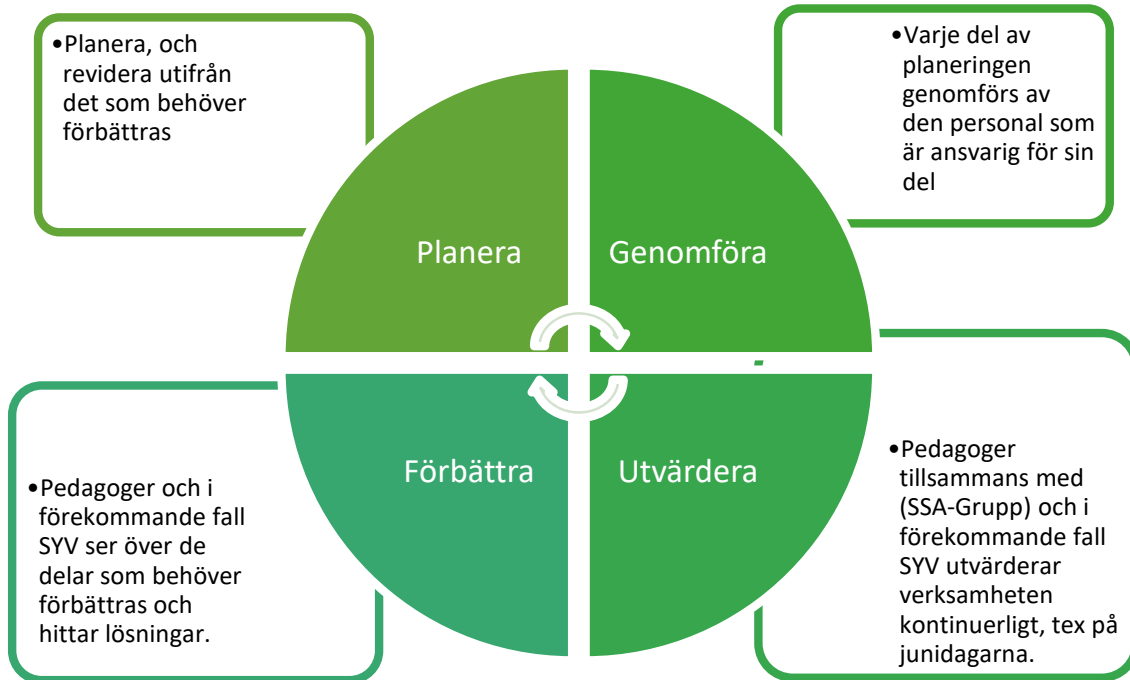 •Planera, och
revidera utifrån
det som behöver
förbättras
•Varje del av
planeringen
genomförs av
den personal som
är ansvarig för sin
del
Planera
Genomföra
Förbättra
Utvärdera
•Pedagoger och i
förekommande fall
SYV ser över de
delar som behöver
förbättras och
hittar lösningar.
•Pedagoger
tillsammans med
(SSA-Grupp) och i
förekommande fall
SYV utvärderar
verksamheten
kontinuerligt, tex på
junidagarna.